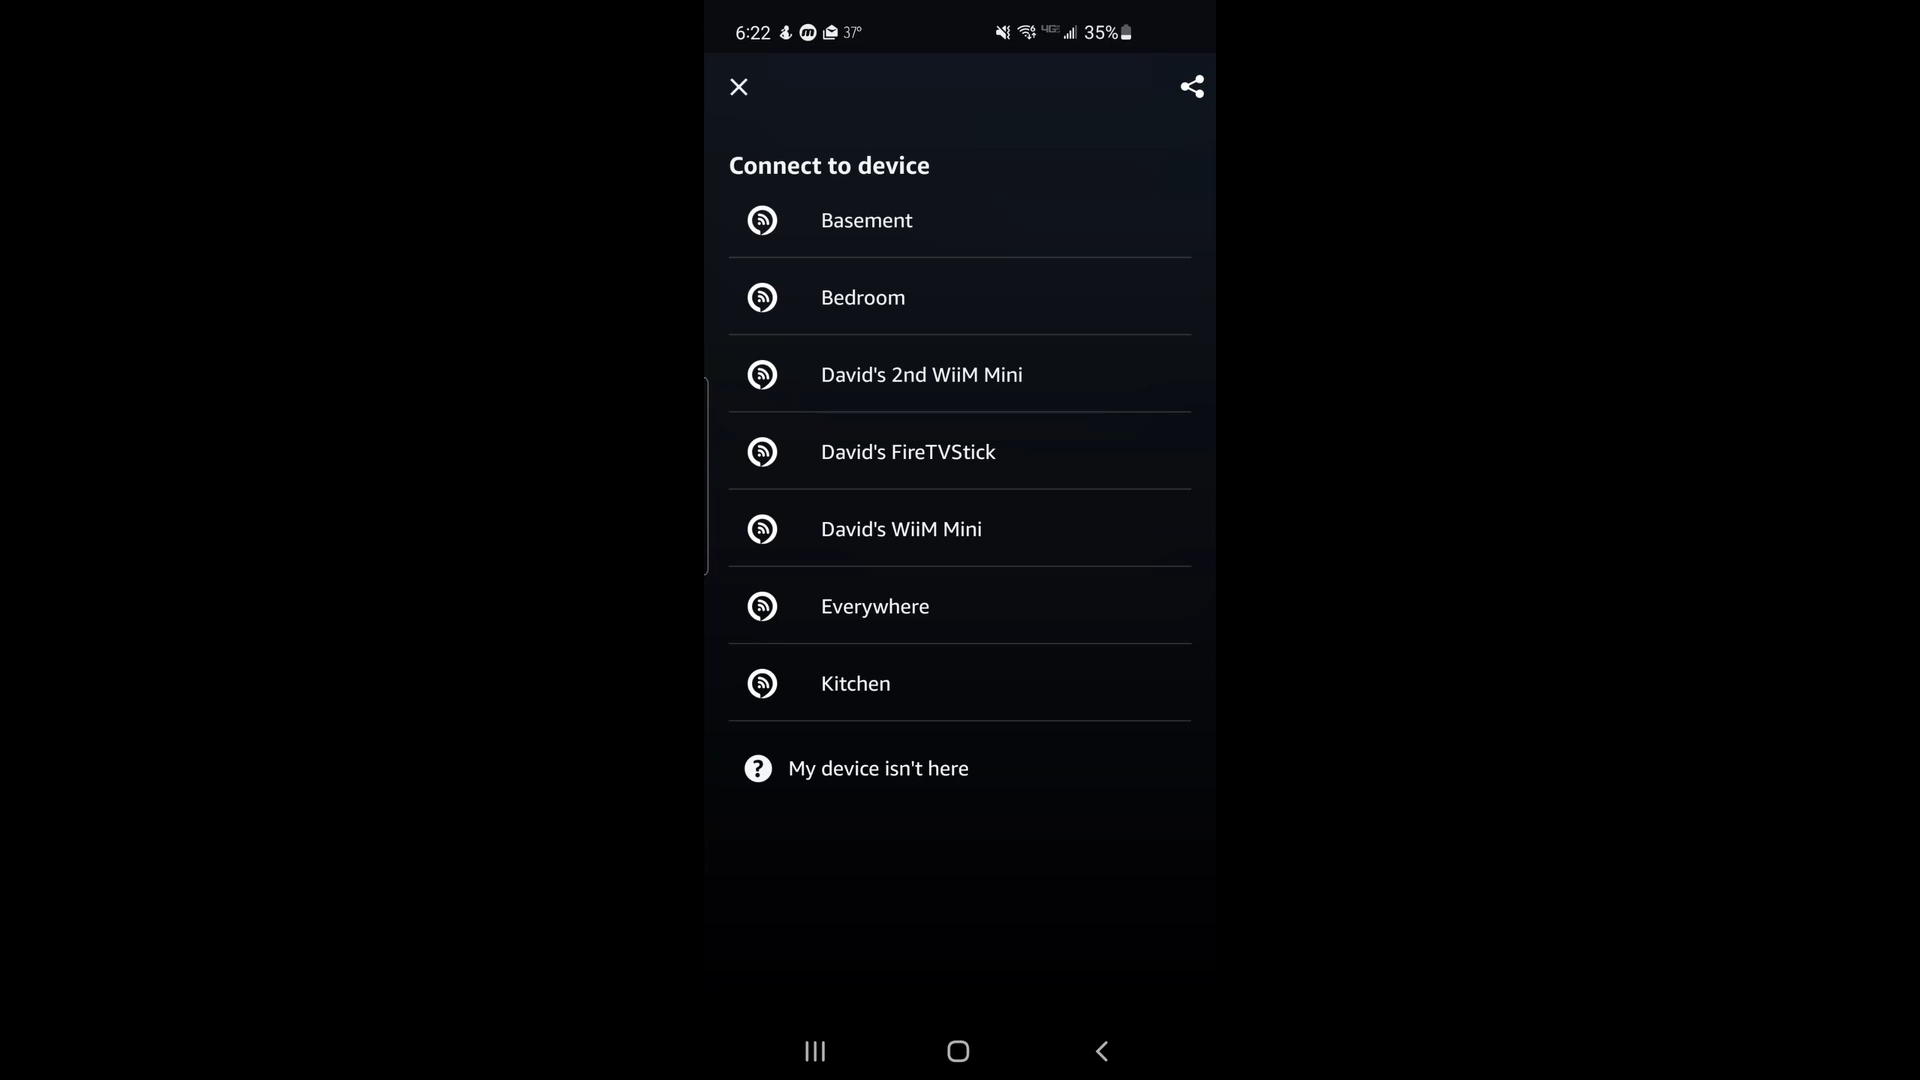 6:22 m 37° 4G 35%
Connect to device
Basement
Bedroom
David's 2nd WiiM Mini
David's FireTVStick
David's WiiM Mini
Everywhere
Kitchen
? My device isn't here